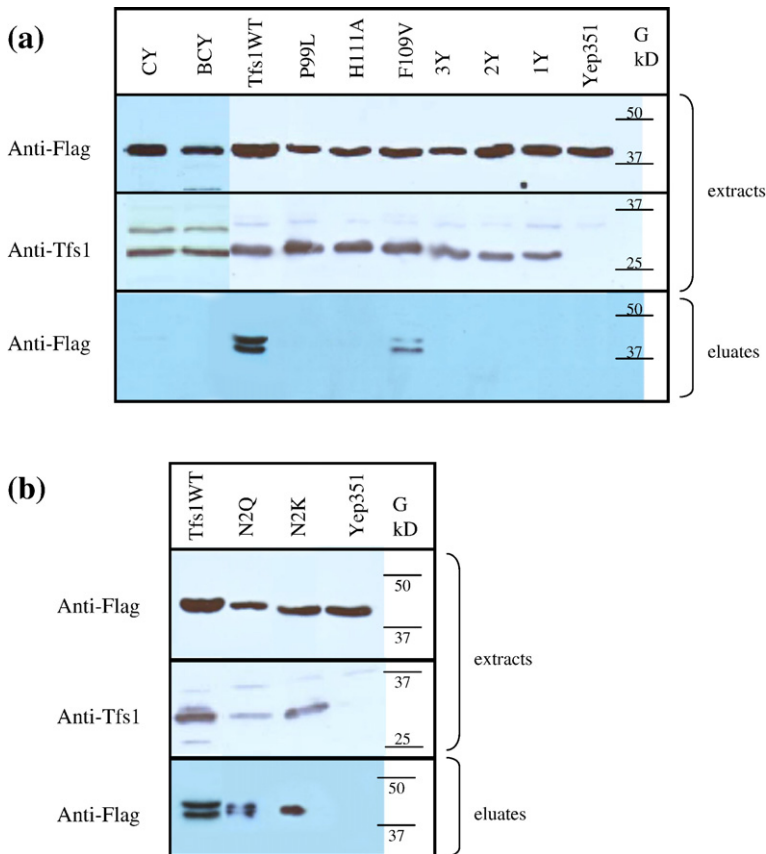 (a)
CY BCY Tfs1WT P99L H111A F109V 3Y 2Y 1Y Yep351 G
kD
Anti-Flag 50
37
extracts
Anti-Tfs1 37
25
Anti-Flag 50
37
eluates
(b)
Tfs1WT N2Q N2K Yep351 G
kD
Anti-Flag 50
37
extracts
Anti-Tfs1 37
25
Anti-Flag 50
37
eluates